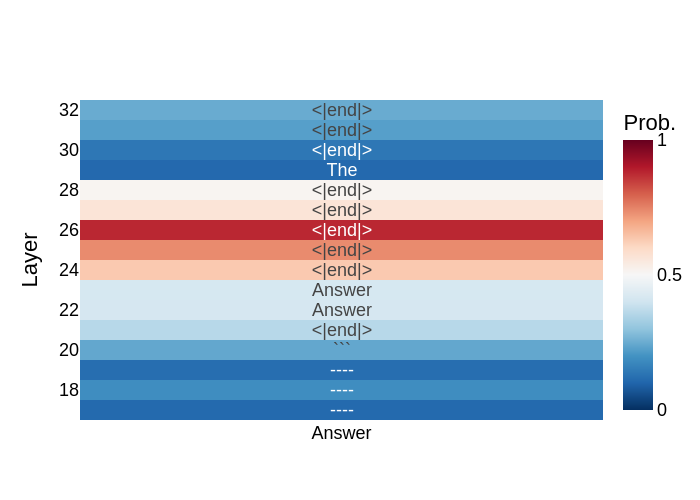 Prob.
32 <|end|> 1
<|end|>
30 <|end|>
The
28 <|end|>
<|end|>
26 <|end|>
<|end|>
24 <|end|> 0.5
Answer
22 Answer
<|end|>
20 ```
----
18 ----
---- 0
Layer
Answer